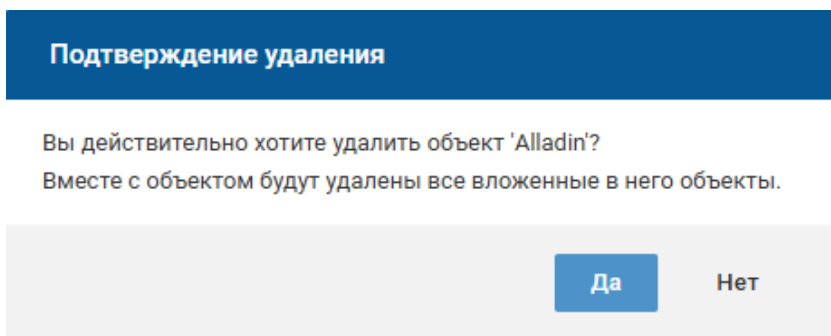 Подтверждение удаления
Вы действительно хотите удалить объект 'Alladin'?
Вместе с объектом будут удалены все вложенные в него объекты.
Да Нет